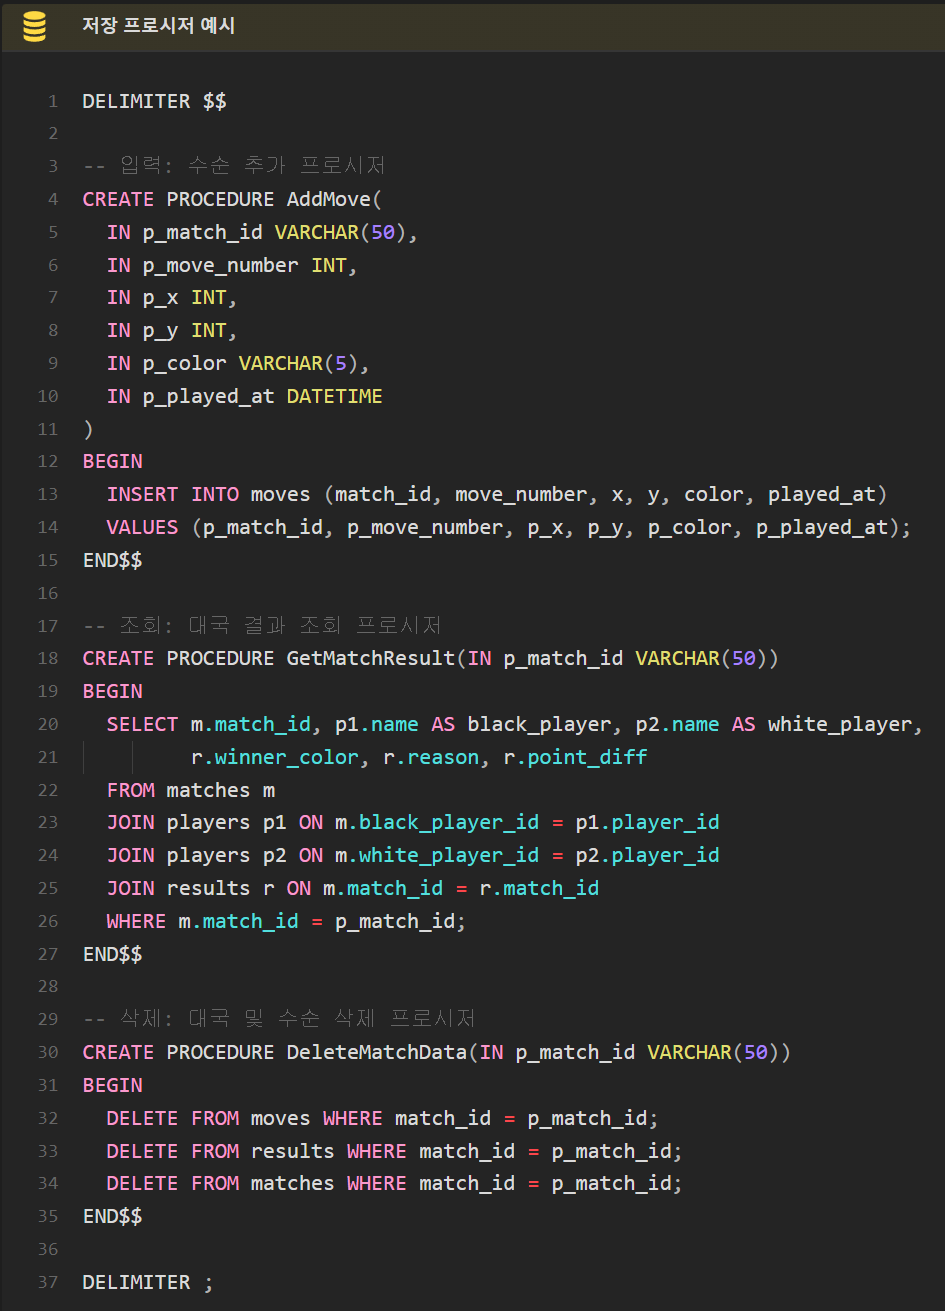 저장 프로시저 예시
1 DELIMITER $$
2
3 -- 입력: 수순 추가 프로시저
4 CREATE PROCEDURE AddMove(
5   IN p_match_id VARCHAR(50),
6   IN p_move_number INT,
7   IN p_x INT,
8   IN p_y INT,
9   IN p_color VARCHAR(5),
10   IN p_played_at DATETIME
11 )
12 BEGIN
13   INSERT INTO moves (match_id, move_number, x, y, color, played_at)
14   VALUES (p_match_id, p_move_number, p_x, p_y, p_color, p_played_at);
15 END$$
16
17 -- 조회: 대국 결과 조회 프로시저
18 CREATE PROCEDURE GetMatchResult(IN p_match_id VARCHAR(50))
19 BEGIN
20   SELECT m.match_id, p1.name AS black_player, p2.name AS white_player,
21          r.winner_color, r.reason, r.point_diff
22   FROM matches m
23   JOIN players p1 ON m.black_player_id = p1.player_id
24   JOIN players p2 ON m.white_player_id = p2.player_id
25   JOIN results r ON m.match_id = r.match_id
26   WHERE m.match_id = p_match_id;
27 END$$
28
29 -- 삭제: 대국 및 수순 삭제 프로시저
30 CREATE PROCEDURE DeleteMatchData(IN p_match_id VARCHAR(50))
31 BEGIN
32   DELETE FROM moves WHERE match_id = p_match_id;
33   DELETE FROM results WHERE match_id = p_match_id;
34   DELETE FROM matches WHERE match_id = p_match_id;
35 END$$
36
37 DELIMITER ;